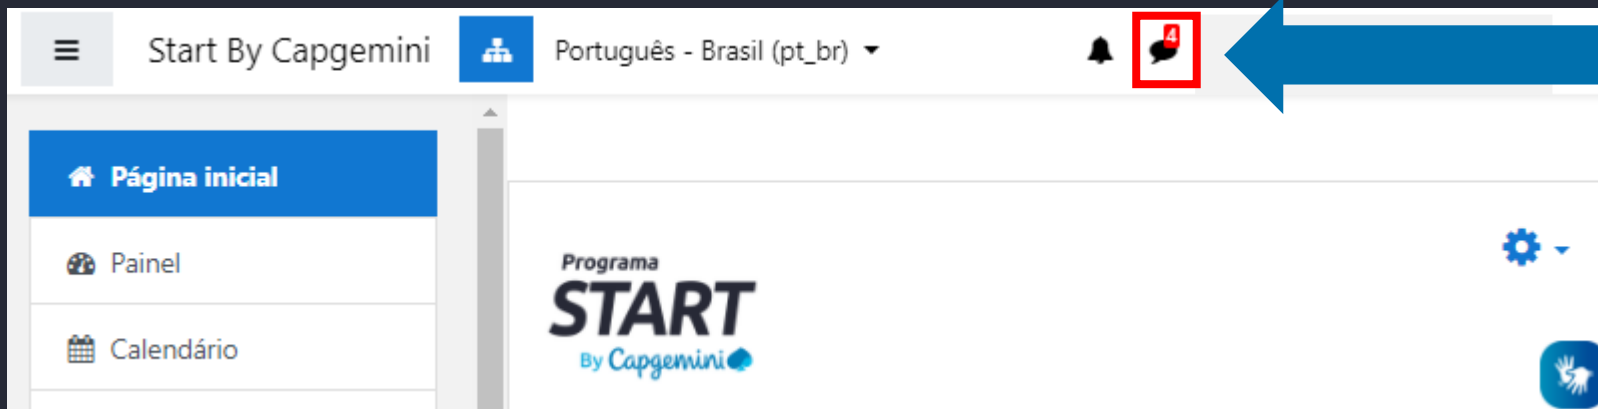 Start By Capgemini
Português - Brasil (pt_br)
4
Página inicial
Painel
Calendário
Programa
START
By Capgemini